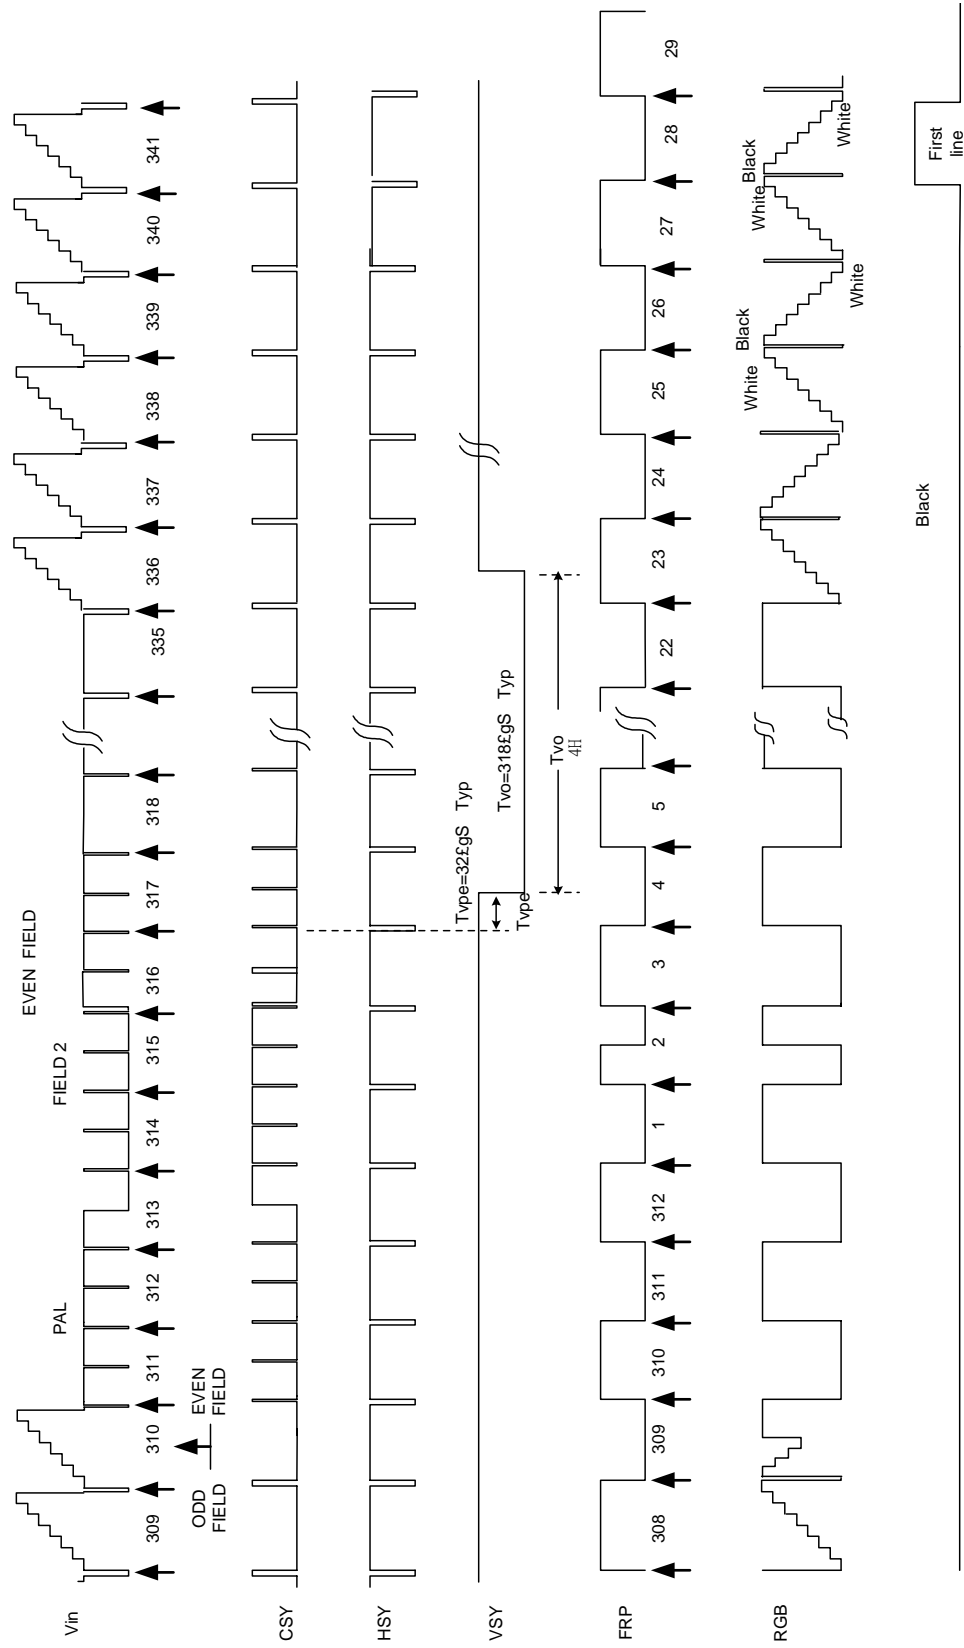 EVEN FIELD
PAL
FIELD 2
Vin
309
310
311
312
313
314
315
316
317
318
335
336
337
338
339
340
341
ODD
FIELD
EVEN
FIELD
CSY
HSY
VSY
Tvpe=32£gS Typ
Tvo=318£gS Typ
Tvpe
Tvo
4H
FRP
308
309
310
311
312
1
2
3
4
5
22
23
24
25
26
27
28
29
RGB
White
Black
White
White
Black
White
Black
First
line